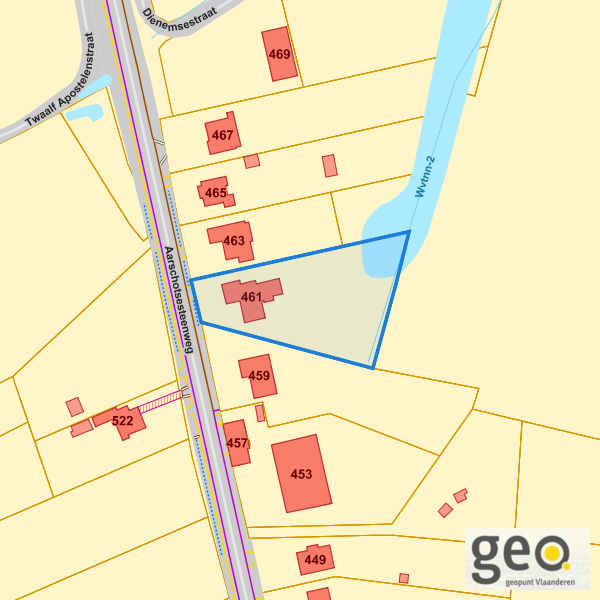 Dienemsestraat
469
Twaalf Apostelenstraat
467
Wvtnn-2
465
463
Aarschotsesteenweg
461
459
522
457
453
449
geo
geopunt Vlaanderen